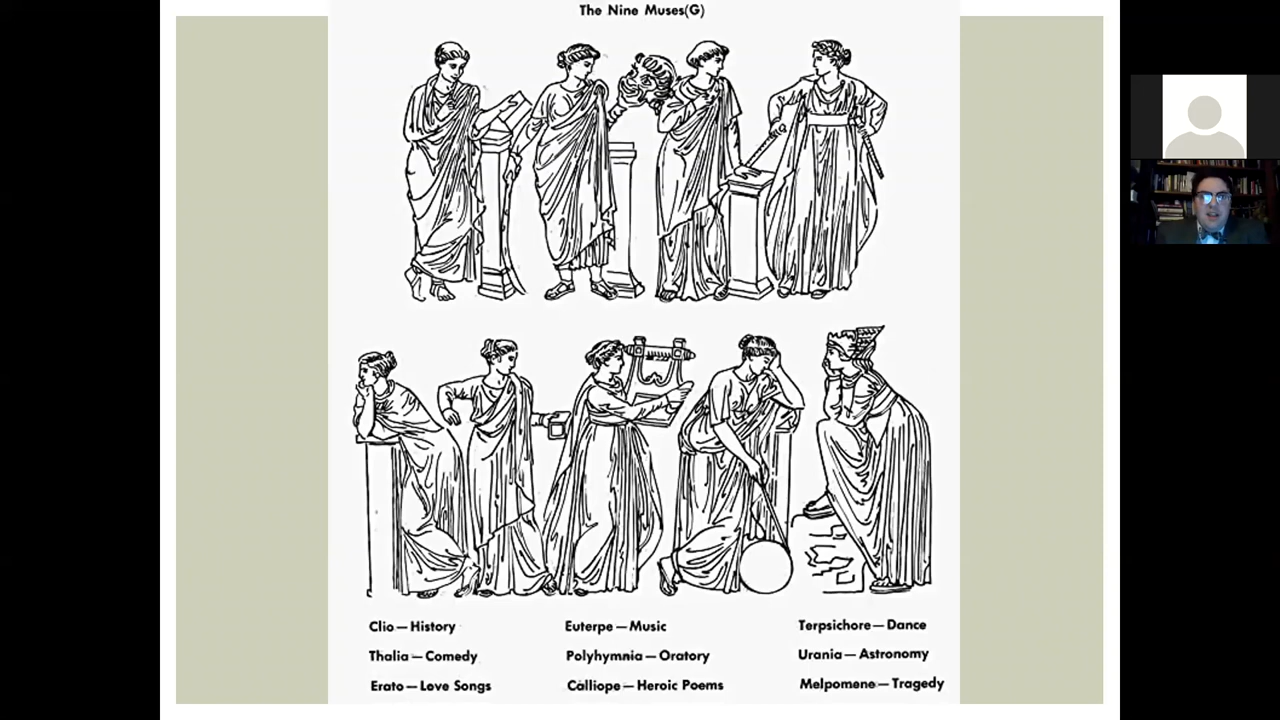 The Nine Muses(G)
Clio — History
Euterpe — Music
Terpsichore — Dance
Thalia — Comedy
Polyhymnia — Oratory
Urania — Astronomy
Erato — Love Songs
Calliope — Heroic Poems
Melpomene — Tragedy